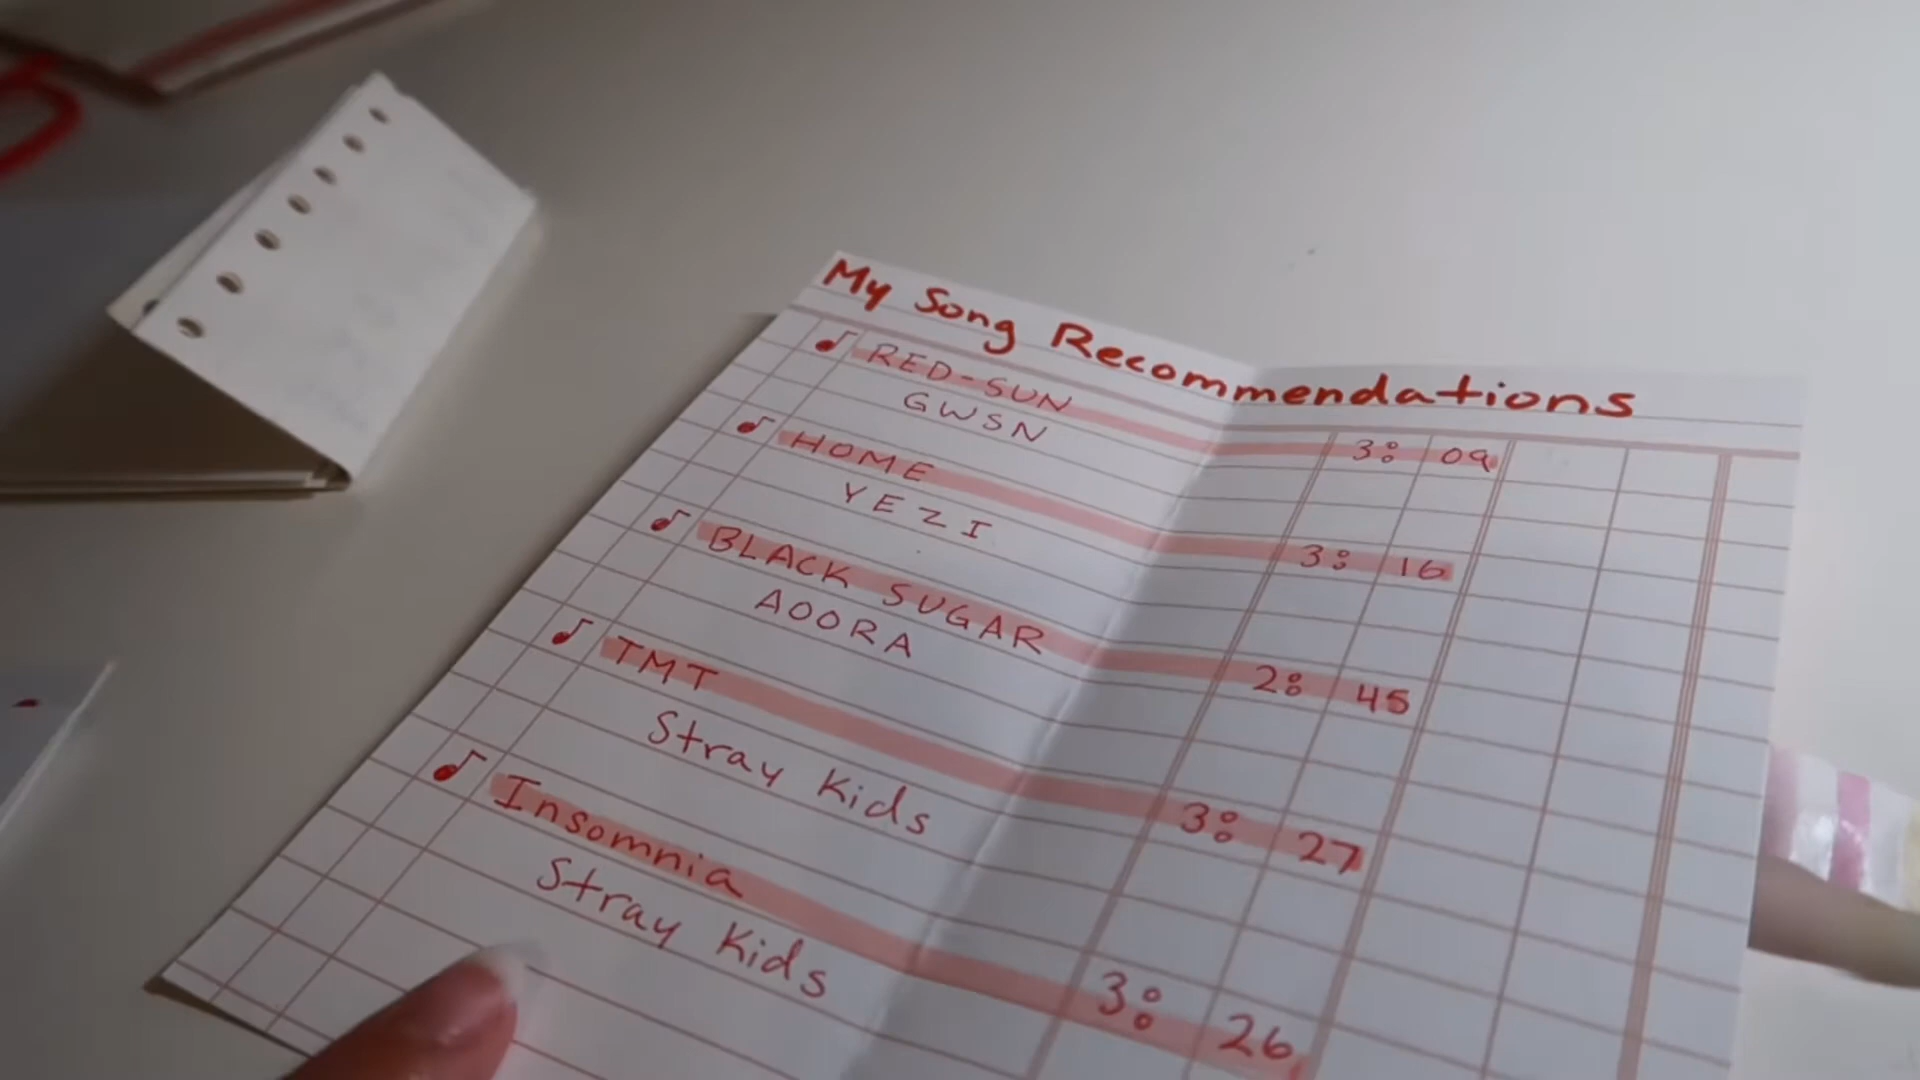 My Song Recommendations
RED-SUN 3: 09
GWSN
HOME 3: 16
YEZI
BLACK SUGAR 2: 45
AOORA
TMT 3: 27
Stray Kids
Insomnia 3: 26
Stray Kids